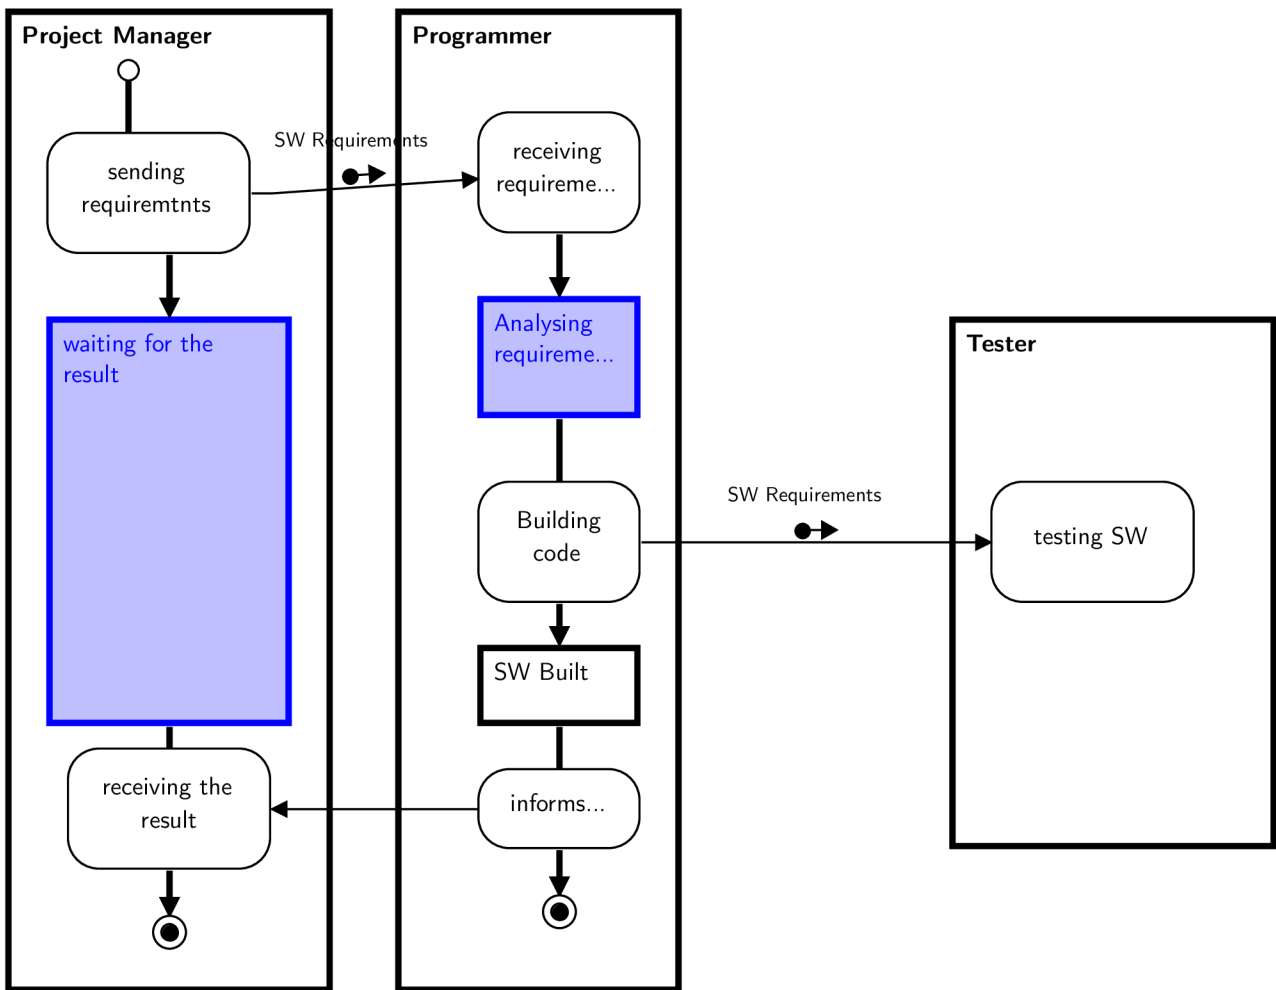 Project Manager
sending
requiremtnts
waiting for the
result
receiving the
result
SW Requirements
Programmer
receiving
requireme...
Analysing
requireme...
Building
code
SW Built
informs...
SW Requirements
Tester
testing SW